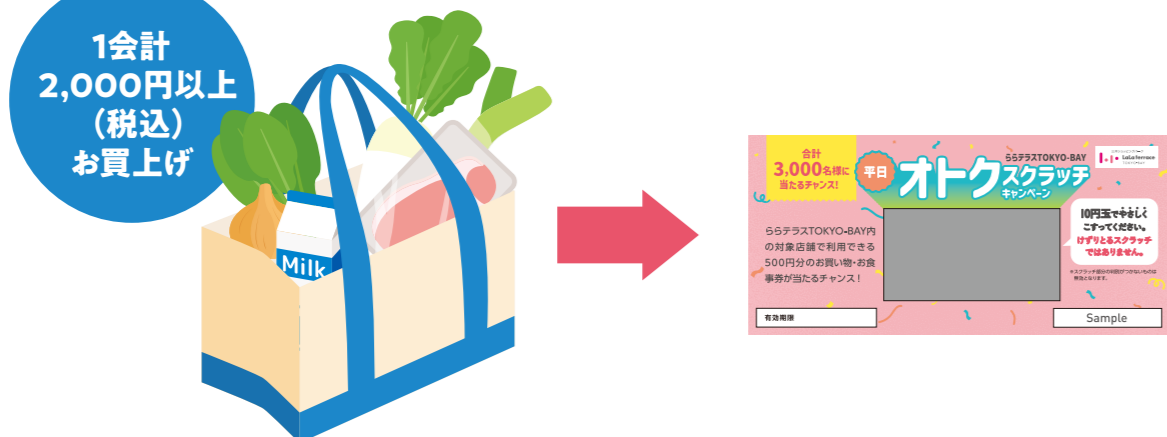 1会計
2,000円以上
(税込)
お買上げ
Milk
合計
3,000名様に
当たるチャンス!
平日
ららテラスTOKYO-BAY
オトクスクラッチ
キャンペーン
LaLa terrace
ららテラスTOKYO-BAY内
の対象店舗で利用できる
500円分のお買い物・お食
事券が当たるチャンス!
10円玉でやさしく
こすってください。
けずりとるスクラッチ
ではありません。
有効期限
Sample